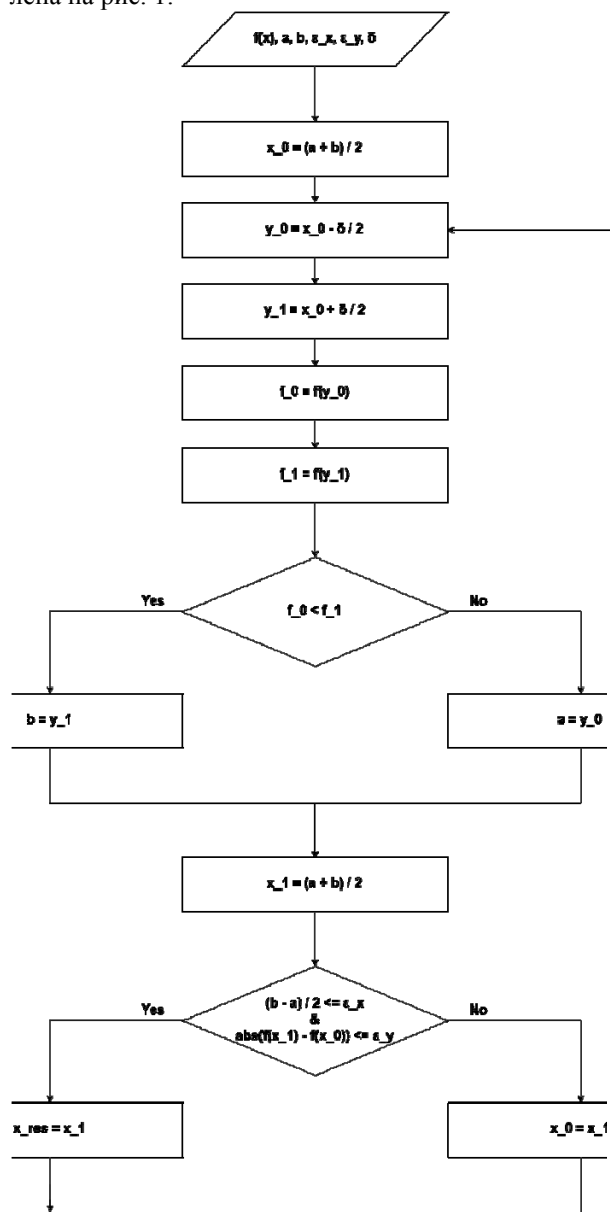 лена на рис. 1.
f(x), a, b, ε_x, ε_y, δ
x_0 = (a + b) / 2
y_0 = x_0 - δ / 2
y_1 = x_0 + δ / 2
f_0 = f(y_0)
f_1 = f(y_1)
Yes
f_0 < f_1
No
b = y_1
a = y_0
x_1 = (a + b) / 2
Yes
(b - a) / 2 <= ε_x
&
abs(f(x_1) - f(x_0)) <= ε_y
No
x_res = x_1
x_0 = x_1